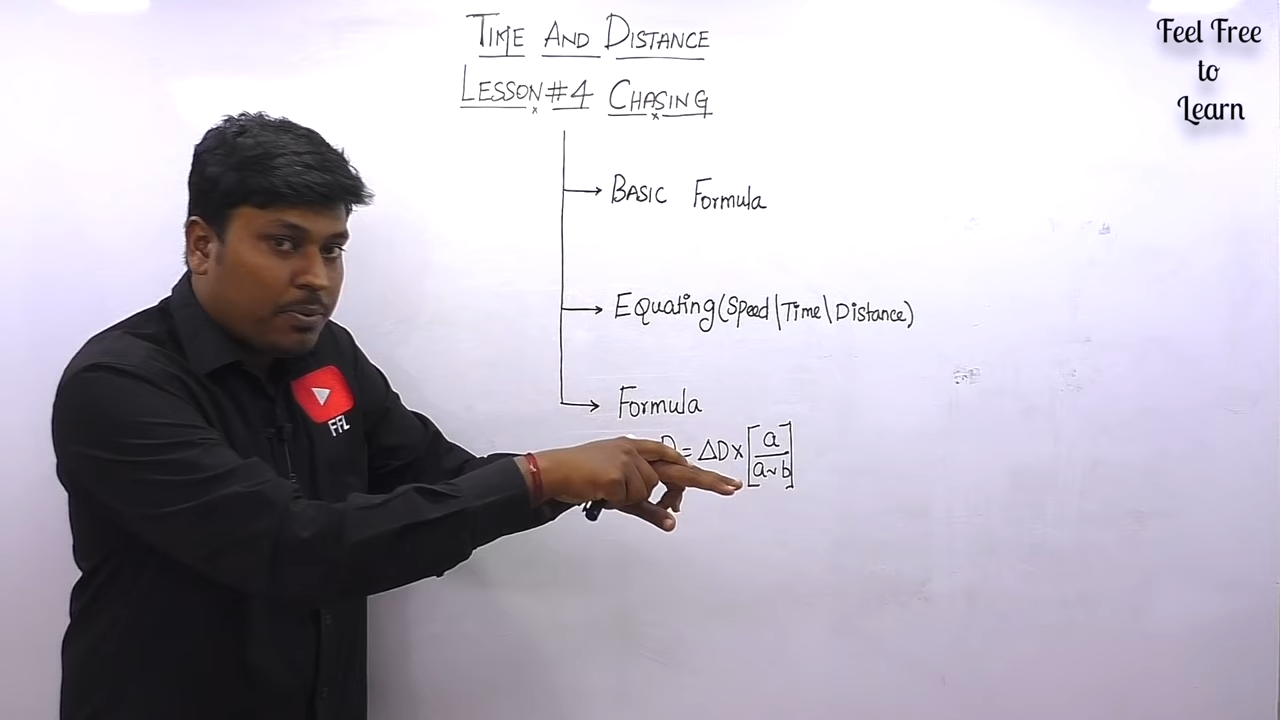 TIME AND DISTANCE
LESSON #4 CHASING
Feel Free
to
Learn
BASIC Formula
Equating (Speed | Time \ Distance)
Formula
D = ΔD x [a / a ~ b]
FFL